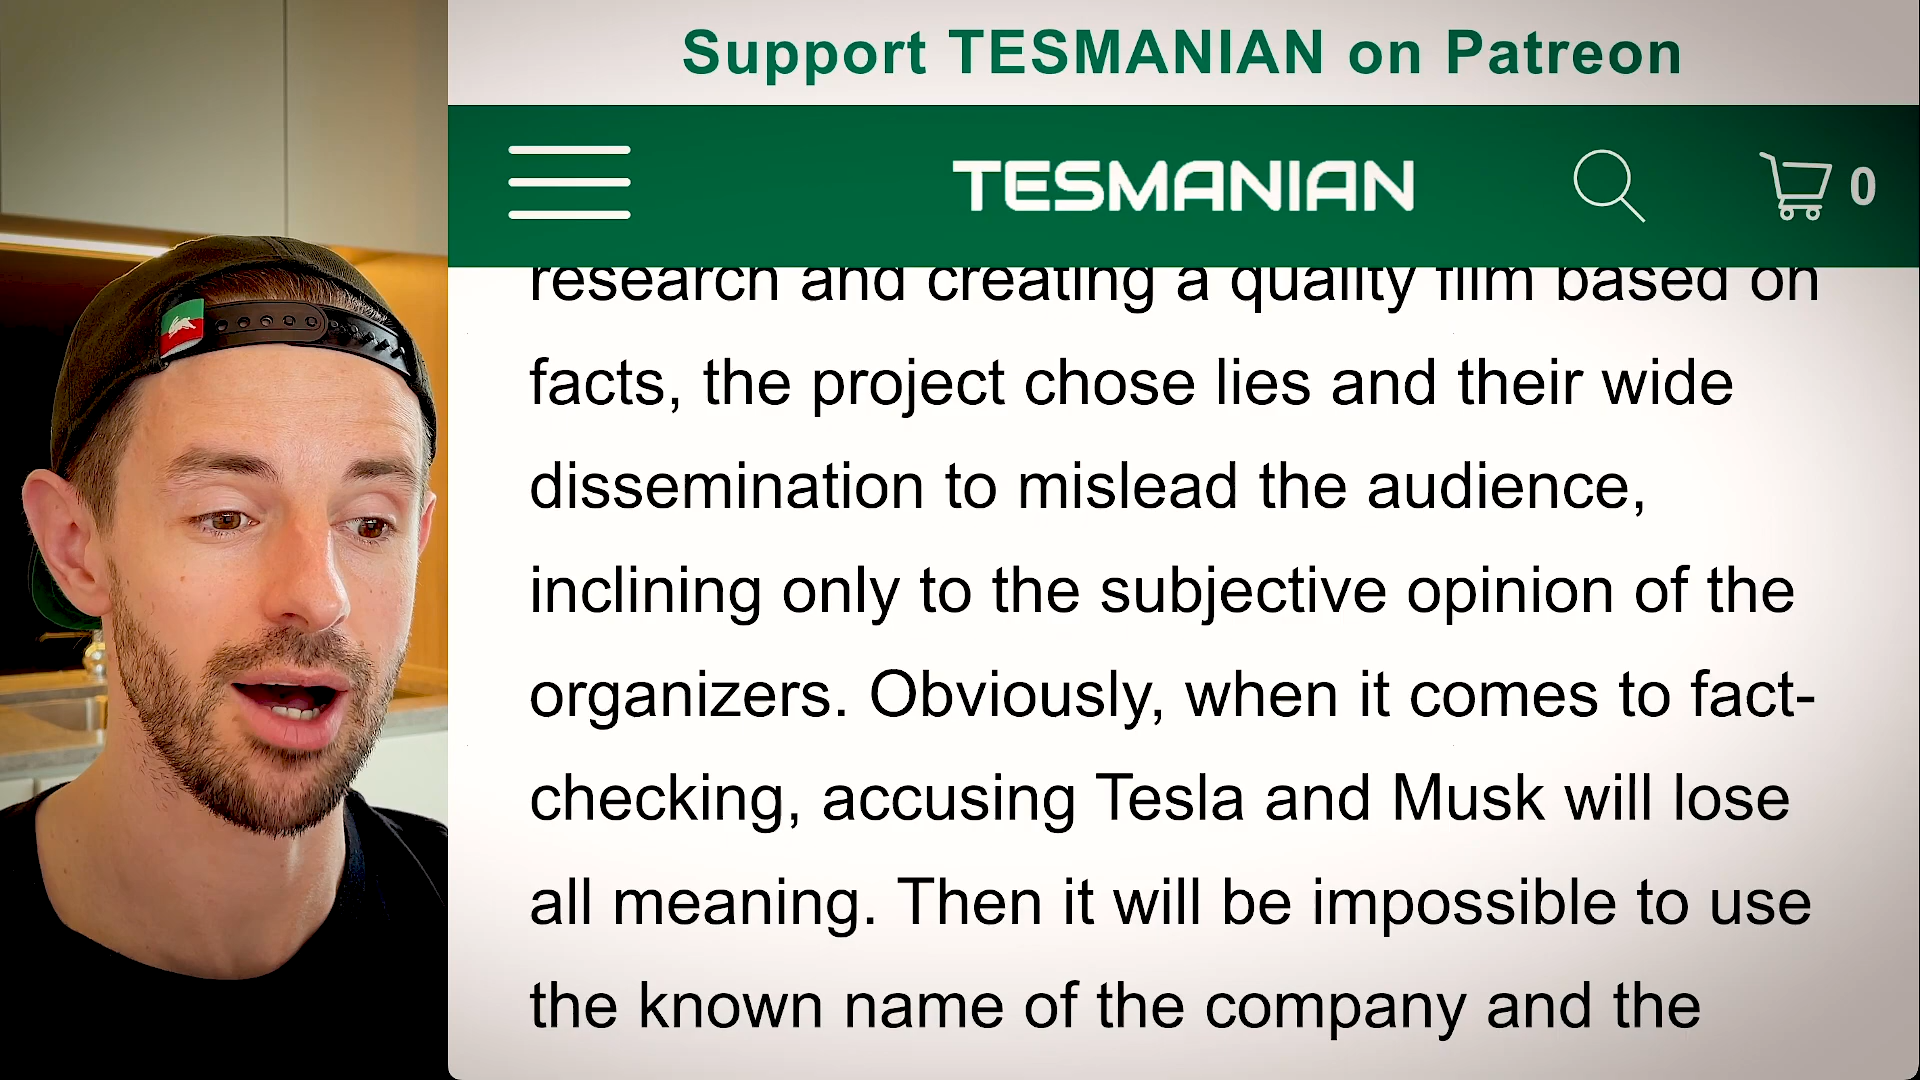 Support TESMANIAN on Patreon
TESMANIAN
0
research and creating a quality film based on
facts, the project chose lies and their wide
dissemination to mislead the audience,
inclining only to the subjective opinion of the
organizers. Obviously, when it comes to fact-
checking, accusing Tesla and Musk will lose
all meaning. Then it will be impossible to use
the known name of the company and the